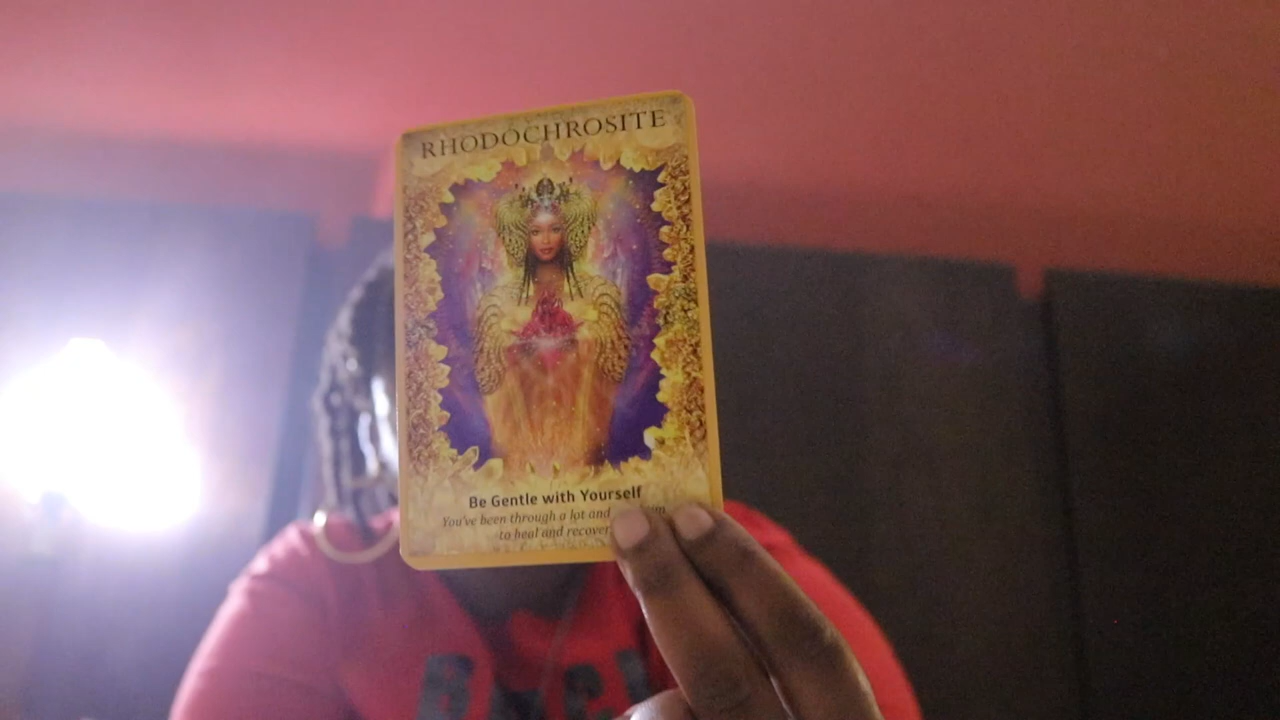 RHODOCHROSITE
Be Gentle with Yourself
You've been through a lot and
to heal and recover